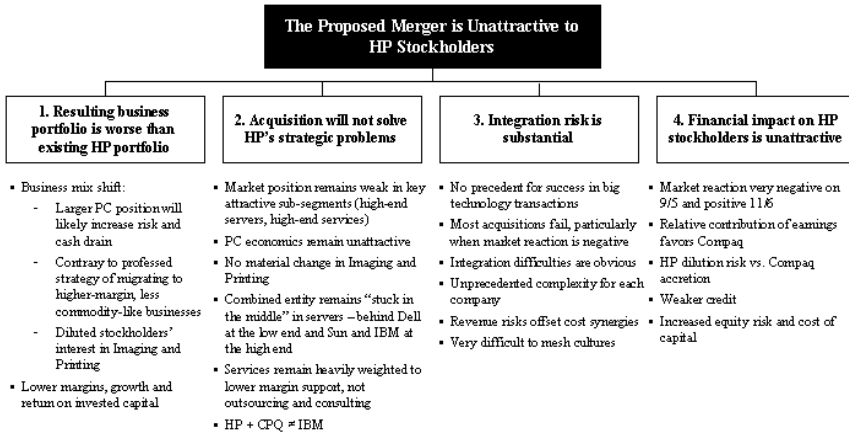 The Proposed Merger is Unattractive to
HP Stockholders
1. Resulting business
portfolio is worse than
existing HP portfolio
▪ Business mix shift:
- Larger PC position will
likely increase risk and
cash drain
- Contrary to professed
strategy of migrating to
higher-margin, less
commodity-like businesses
- Diluted stockholders'
interest in Imaging and
Printing
▪ Lower margins, growth and
return on invested capital
2. Acquisition will not solve
HP's strategic problems
▪ Market position remains weak in key
attractive sub-segments (high-end
servers, high-end services)
▪ PC economics remain unattractive
▪ No material change in Imaging and
Printing
▪ Combined entity remains "stuck in
the middle" in servers – behind Dell
at the low end and Sun and IBM at
the high end
▪ Services remain heavily weighted to
lower margin support, not
outsourcing and consulting
▪ HP + CPQ ≠ IBM
3. Integration risk is
substantial
▪ No precedent for success in big
technology transactions
▪ Most acquisitions fail, particularly
when market reaction is negative
▪ Integration difficulties are obvious
▪ Unprecedented complexity for each
company
▪ Revenue risks offset cost synergies
▪ Very difficult to mesh cultures
4. Financial impact on HP
stockholders is unattractive
▪ Market reaction very negative on
9/5 and positive 11/6
▪ Relative contribution of earnings
favors Compaq
▪ HP dilution risk vs. Compaq
accretion
▪ Weaker credit
▪ Increased equity risk and cost of
capital